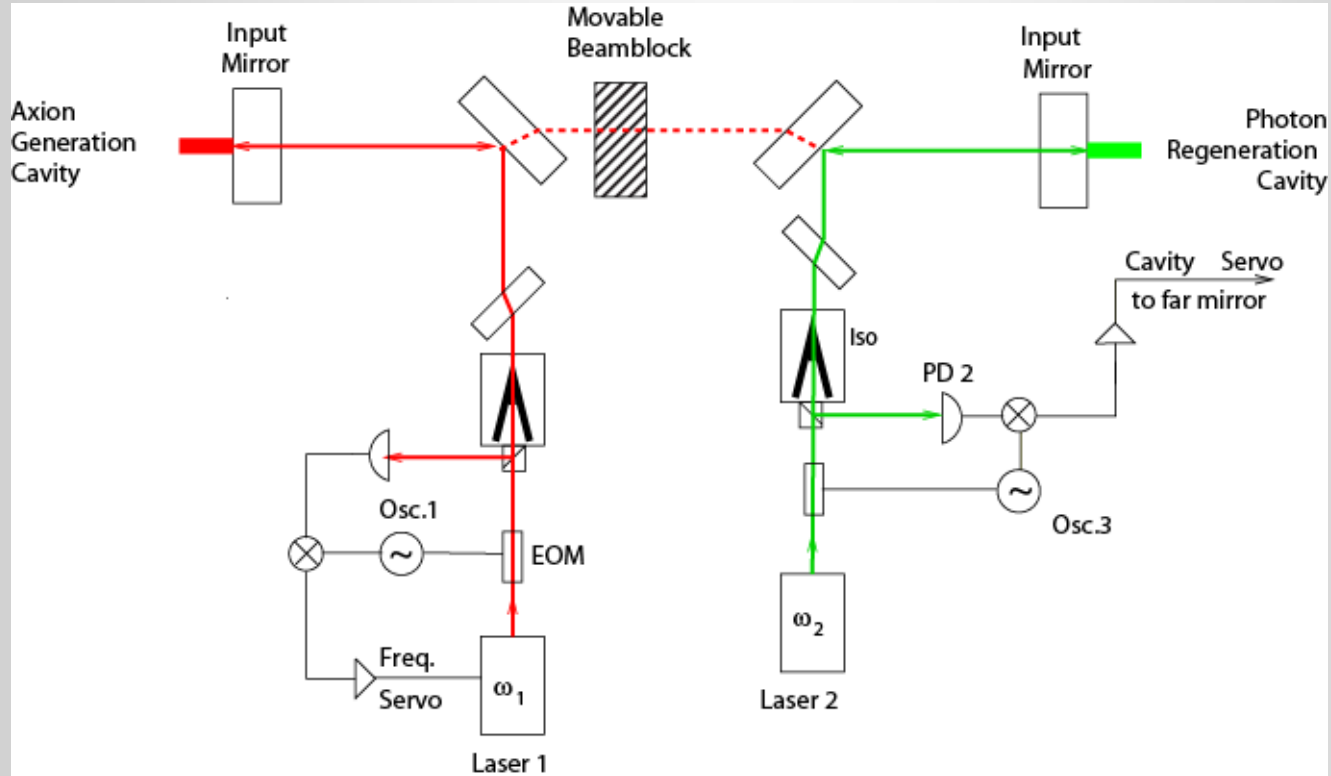 Input
Mirror
Movable
Beamblock
Input
Mirror
Axion
Generation
Cavity
Photon
Regeneration
Cavity
Iso
Cavity Servo
to far mirror
PD 2
Osc.1
~
EOM
~
Osc.3
Freq.
Servo
ω1
Laser 1
ω2
Laser 2